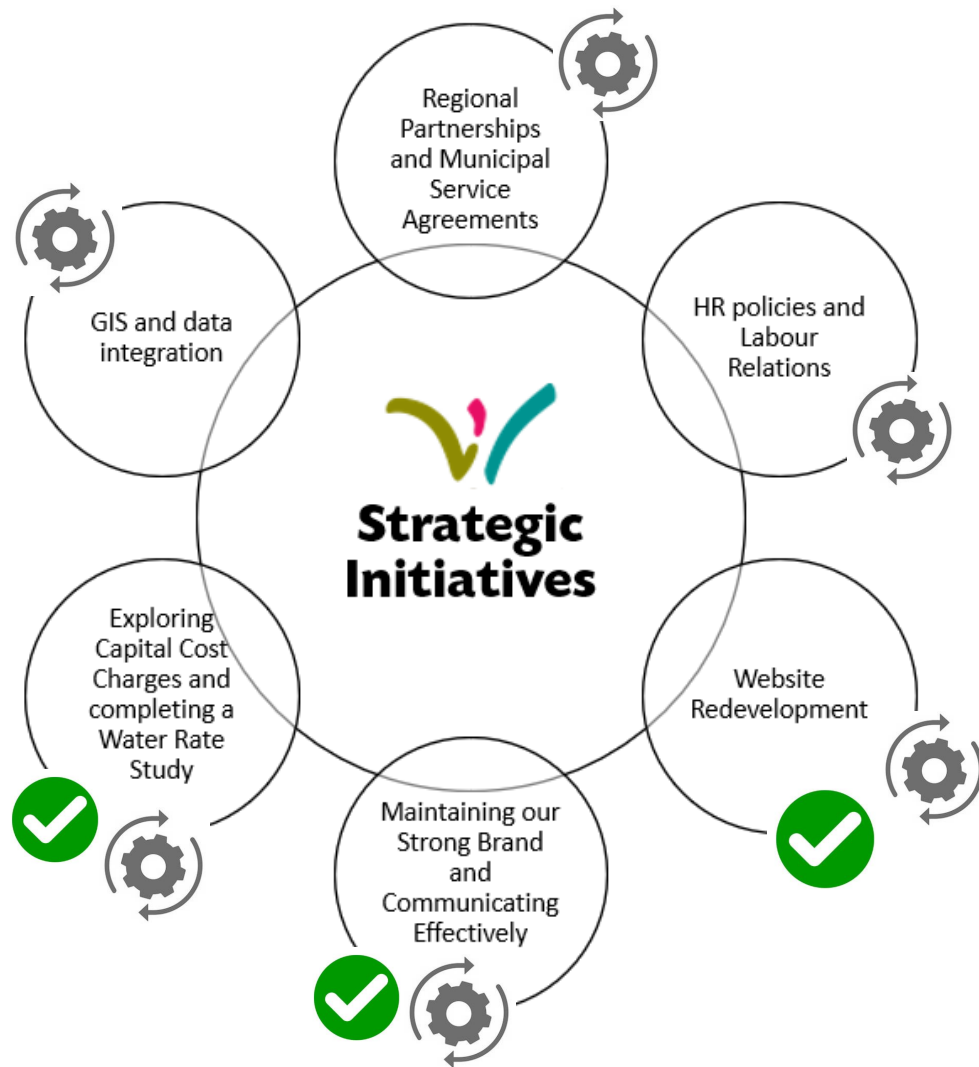 Regional
Partnerships
and Municipal
Service
Agreements
GIS and data
integration
HR policies and
Labour
Relations
Strategic
Initiatives
Exploring
Capital Cost
Charges and
completing a
Water Rate
Study
Website
Redevelopment
Maintaining our
Strong Brand
and
Communicating
Effectively